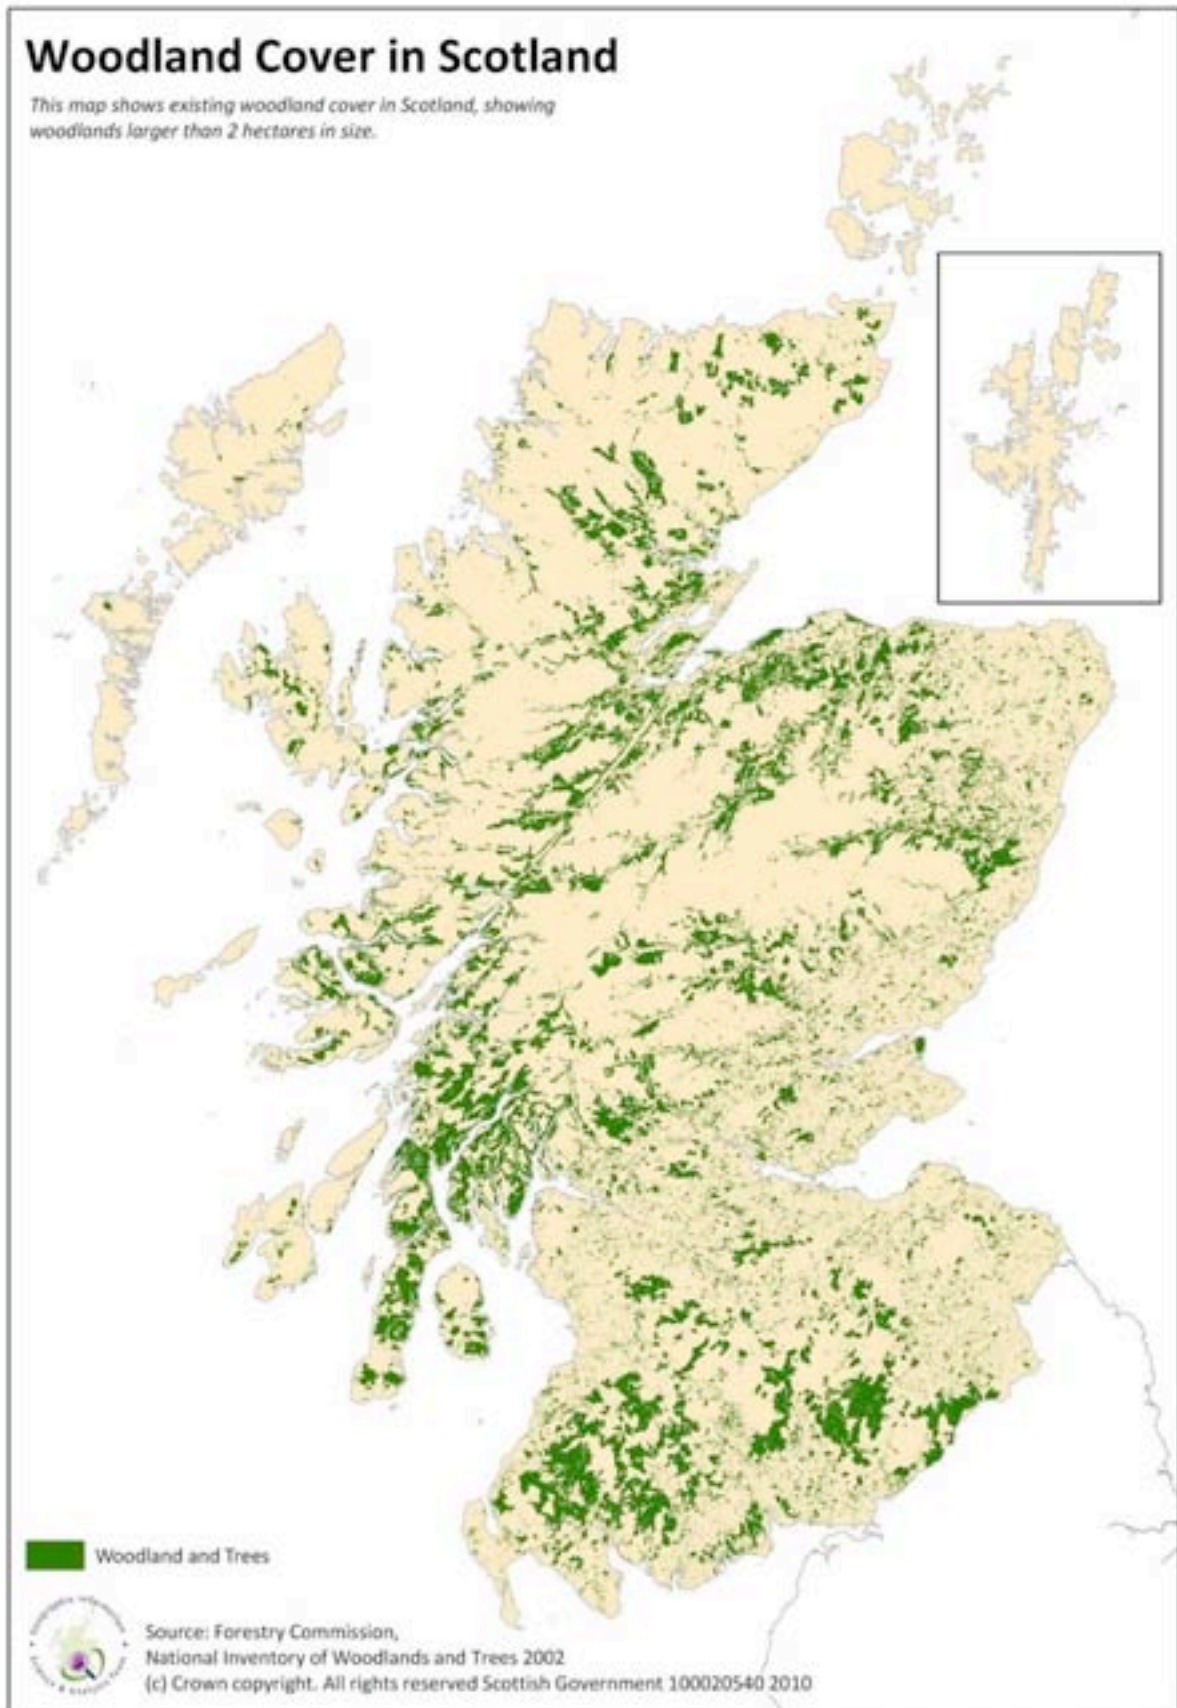 Woodland Cover in Scotland
This map shows existing woodland cover in Scotland, showing
woodlands larger than 2 hectares in size.
Woodland and Trees
Source: Forestry Commission,
National Inventory of Woodlands and Trees 2002
(c) Crown copyright. All rights reserved Scottish Government 100020540 2010